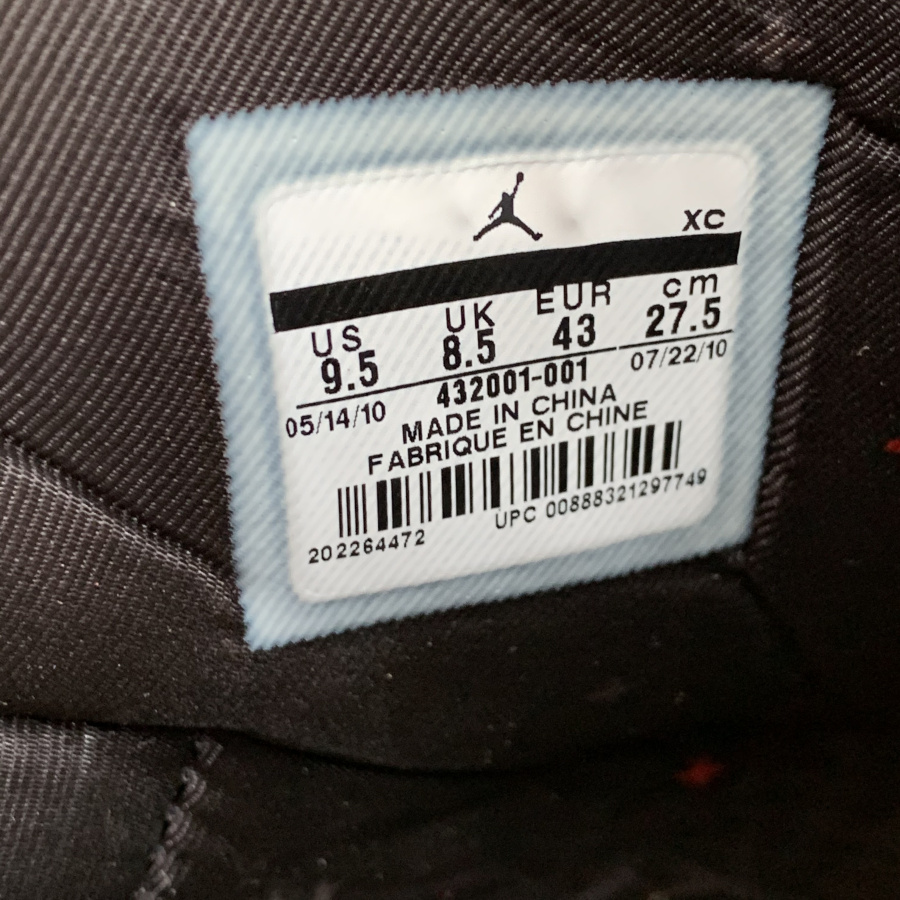 XC
US UK EUR cm
9.5 8.5 43 27.5
05/14/10 432001-001 07/22/10
MADE IN CHINA
FABRIQUE EN CHINE
202264472 UPC 00888321297749